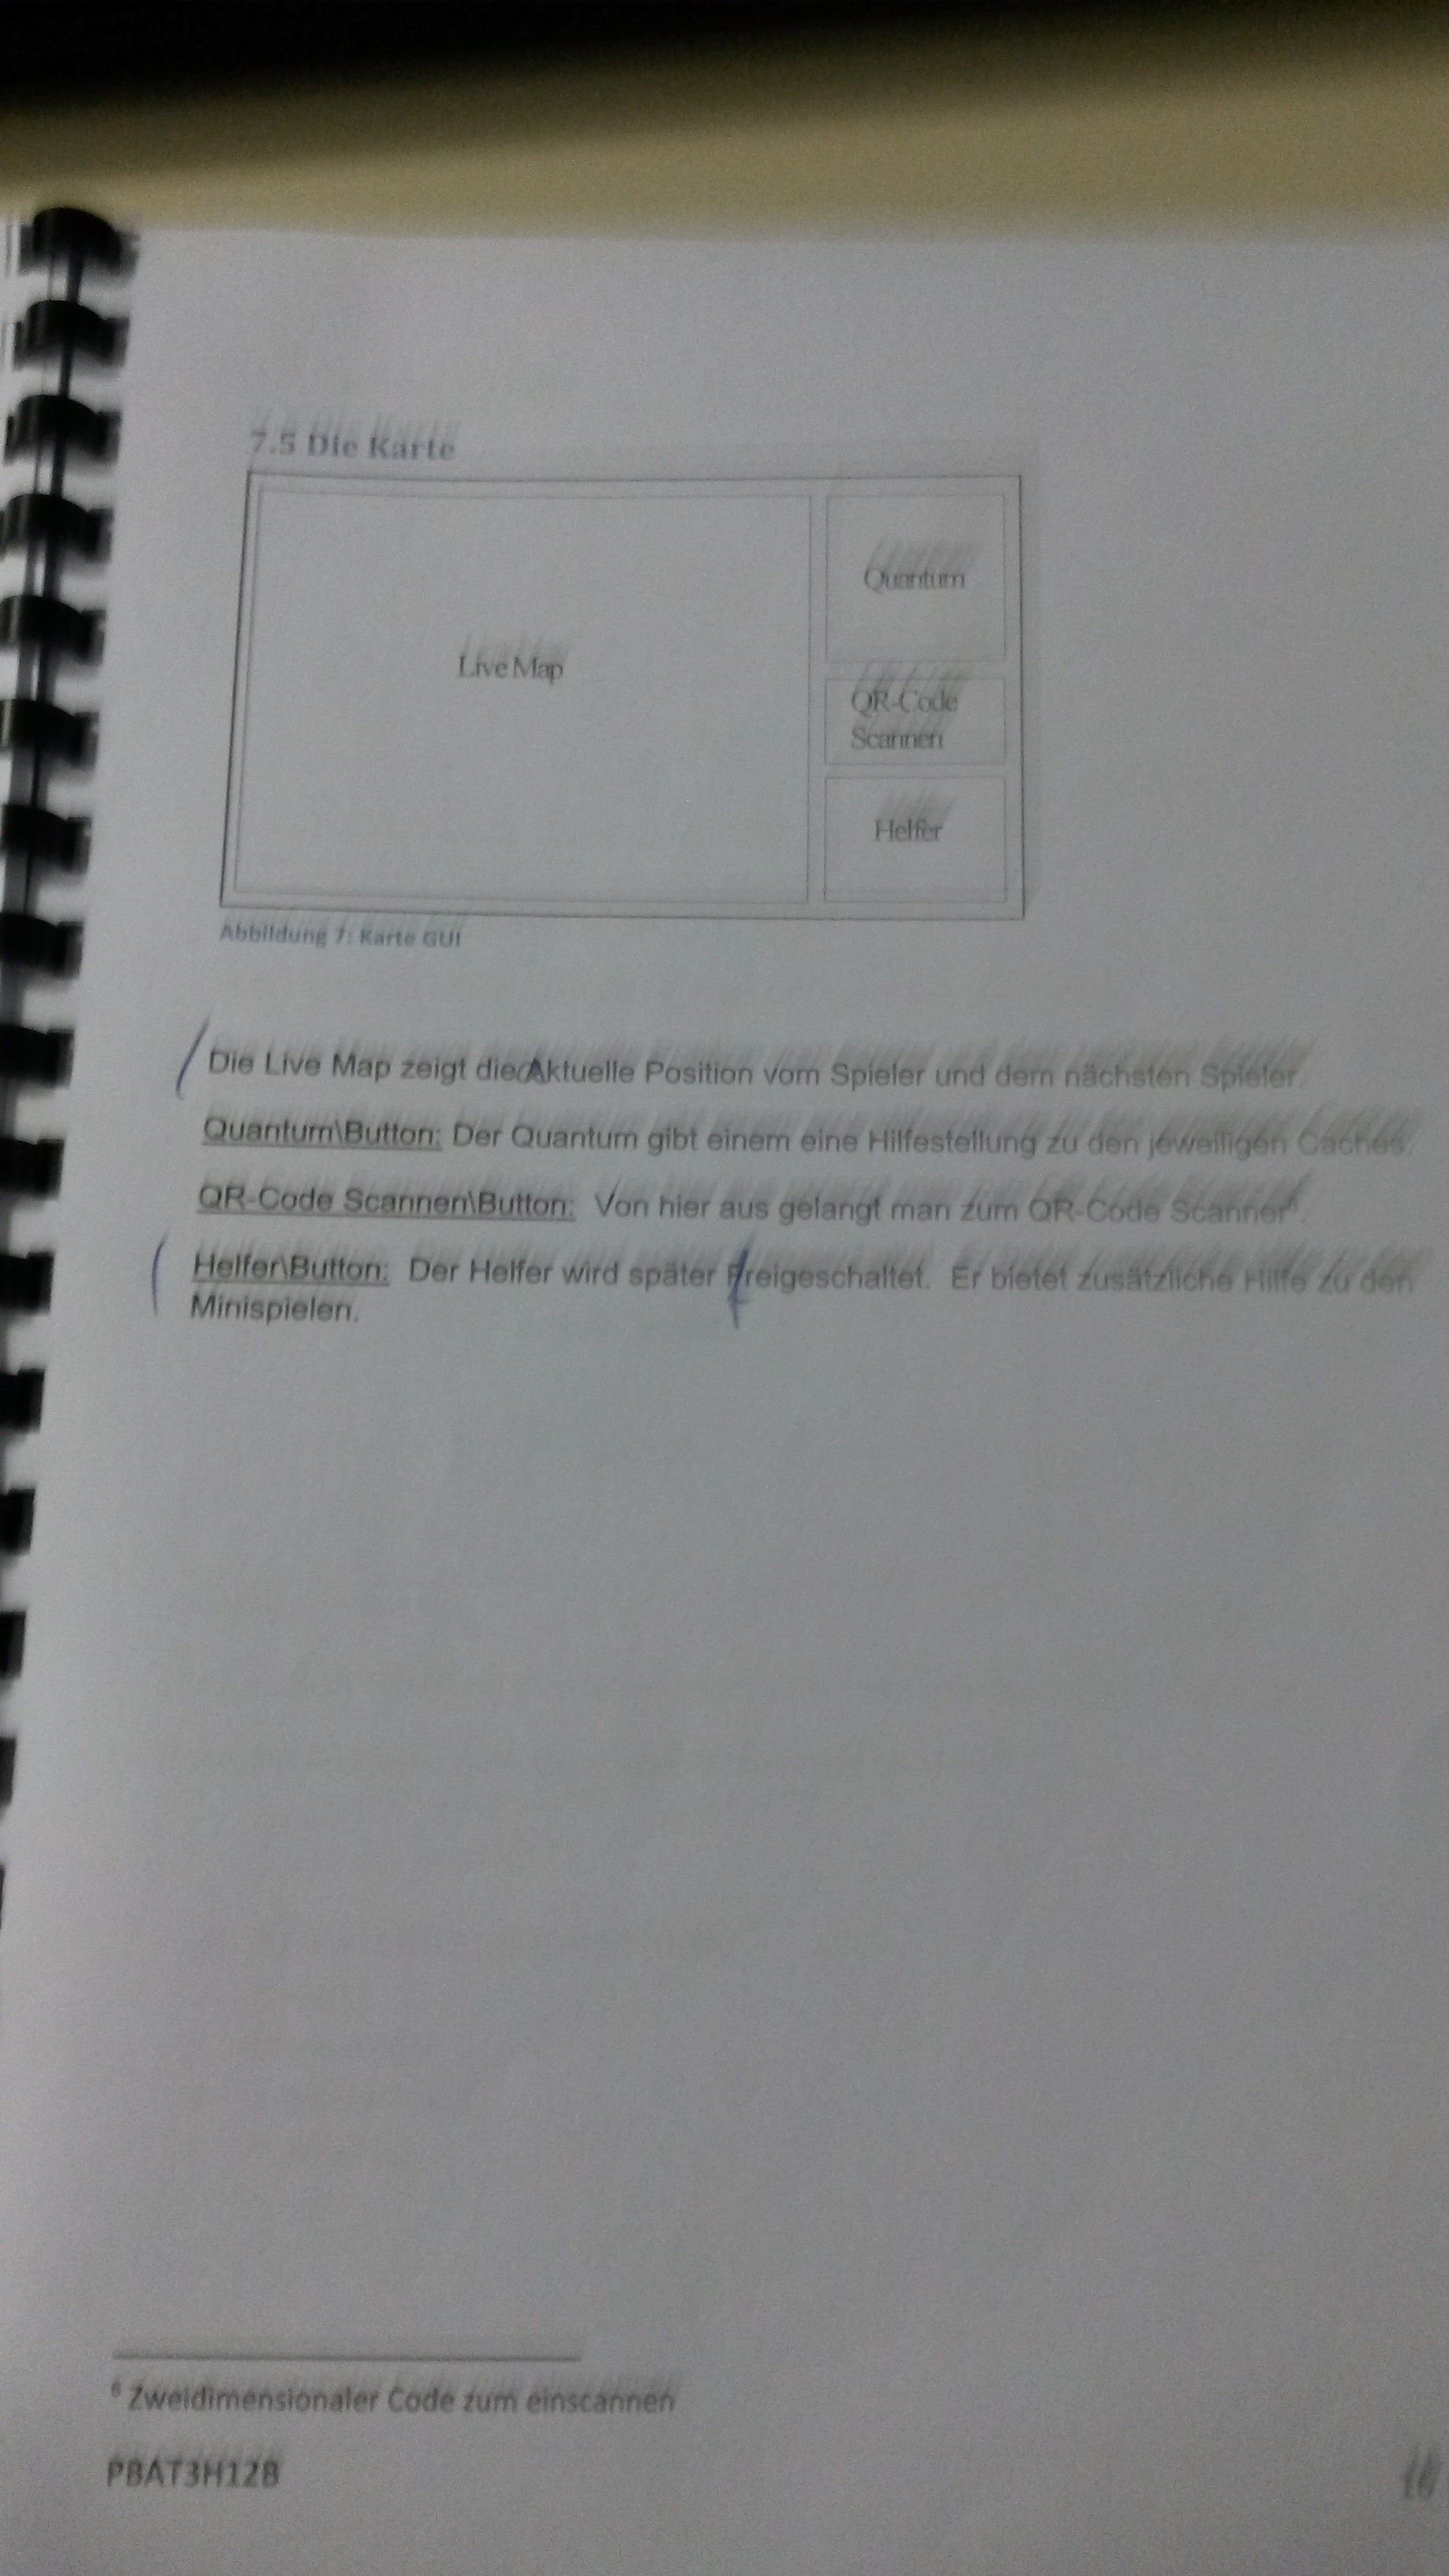 7.5 Die Karte
Live Map
Quantum
QR-Code
Scannen
Helfer
Abbildung 7: Karte GUI
Die Live Map zeigt die Aktuelle Position vom Spieler und dem nächsten Spieler.
Quantum\Button: Der Quantum gibt einem eine Hilfestellung zu den jeweiligen Caches.
QR-Code Scannen\Button: Von hier aus gelangt man zum QR-Code Scanner⁶.
Helfer\Button: Der Helfer wird später Freigeschaltet. Er bietet zusätzliche Hilfe zu den
Minispielen.
⁶ Zweidimensionaler Code zum einscannen
PBAT3H12B